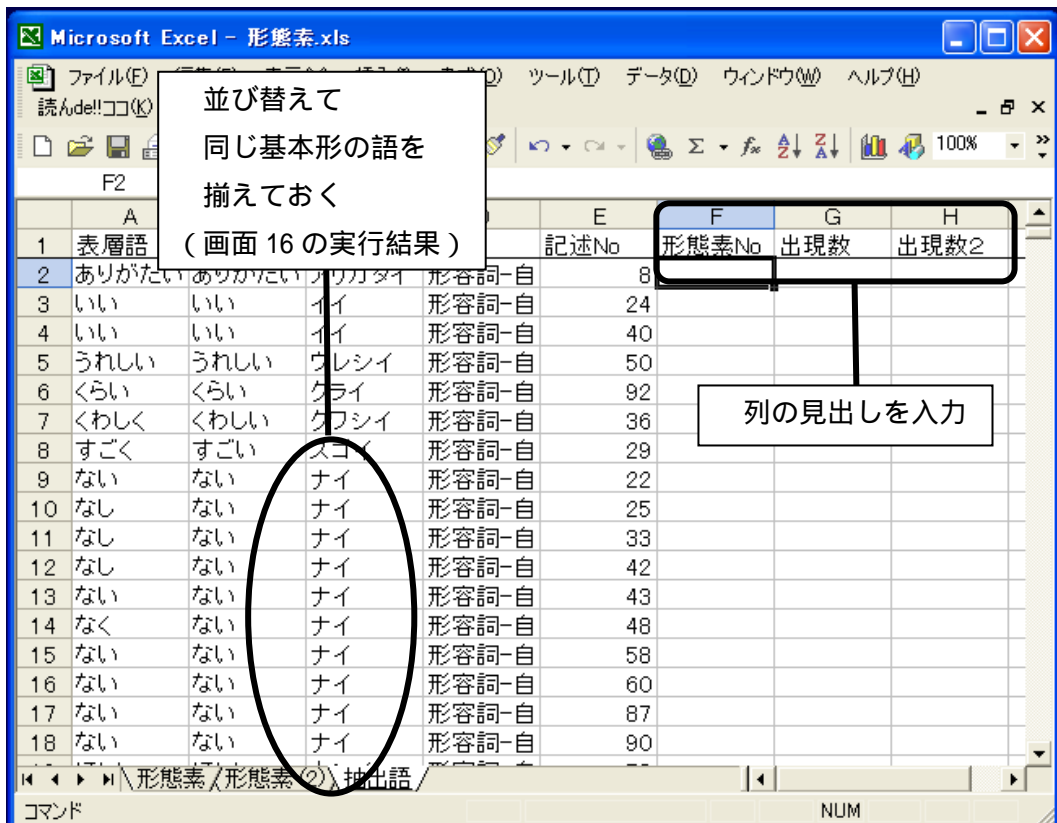 Microsoft Excel - 形態素.xls
ファイル(F) ツール(T) データ(D) ウィンドウ(W) ヘルプ(H)
読んde!!ココ(K)
100%
F2
並び替えて
同じ基本形の語を
揃えておく
(画面 16 の実行結果)
A E F G H
1 表層語 記述No 形態素No 出現数 出現数2
2 ありがたい ありがたい アリガタイ 形容詞-自 8
3 いい いい イイ 形容詞-自 24
4 いい いい イイ 形容詞-自 40
5 うれしい うれしい ウレシイ 形容詞-自 50
6 くらい くらい クライ 形容詞-自 92
7 くわしく くわしい クワシイ 形容詞-自 36
8 すごく すごい スゴイ 形容詞-自 29
9 ない ない ナイ 形容詞-自 22
10 なし ない ナイ 形容詞-自 25
11 なし ない ナイ 形容詞-自 33
12 なし ない ナイ 形容詞-自 42
13 ない ない ナイ 形容詞-自 43
14 なく ない ナイ 形容詞-自 48
15 ない ない ナイ 形容詞-自 58
16 ない ない ナイ 形容詞-自 60
17 ない ない ナイ 形容詞-自 87
18 ない ない ナイ 形容詞-自 90
列の見出しを入力
形態素 形態素 (2) 抽出語
コマンド NUM